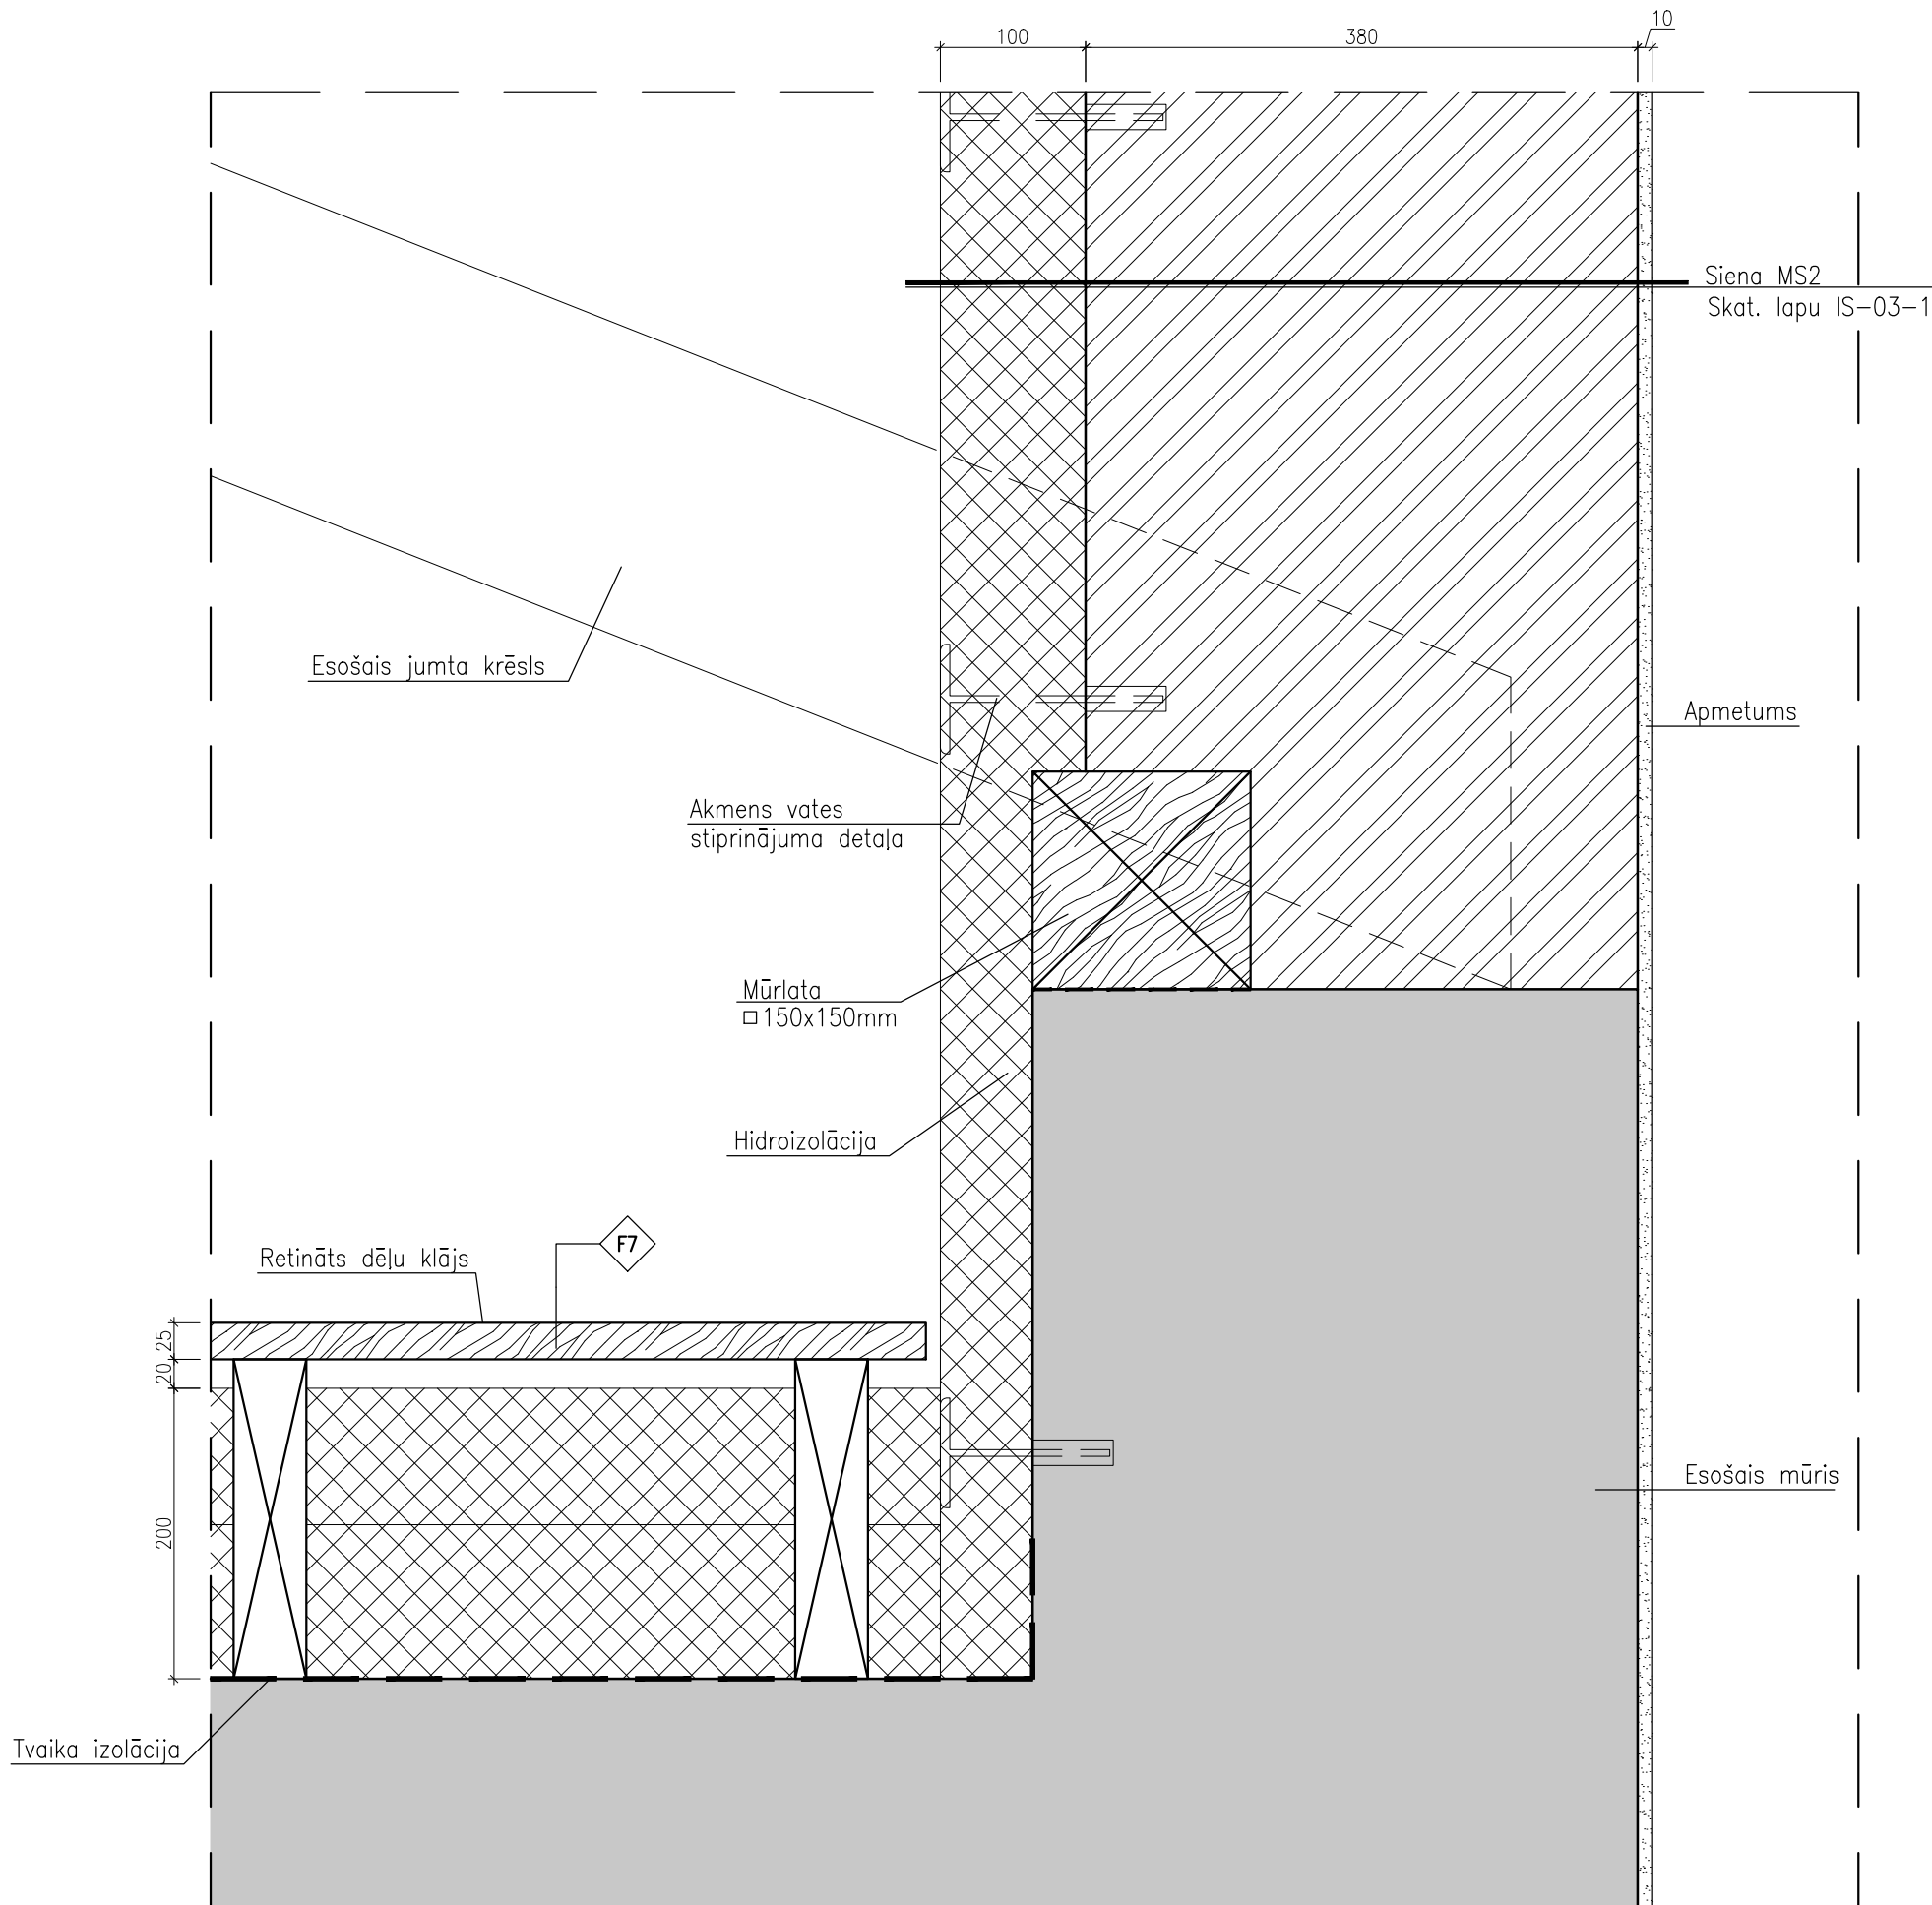 100
380
10
Siena MS2
Skat. lapu IS-03-1
Esošais jumta krēsls
Apmetums
Akmens vates
stiprinājuma detaļa
Mūrlata
□ 150x150mm
Hidroizolācija
F7
Retināts dēļu klājs
25
20
200
Esošais mūris
Tvaika izolācija